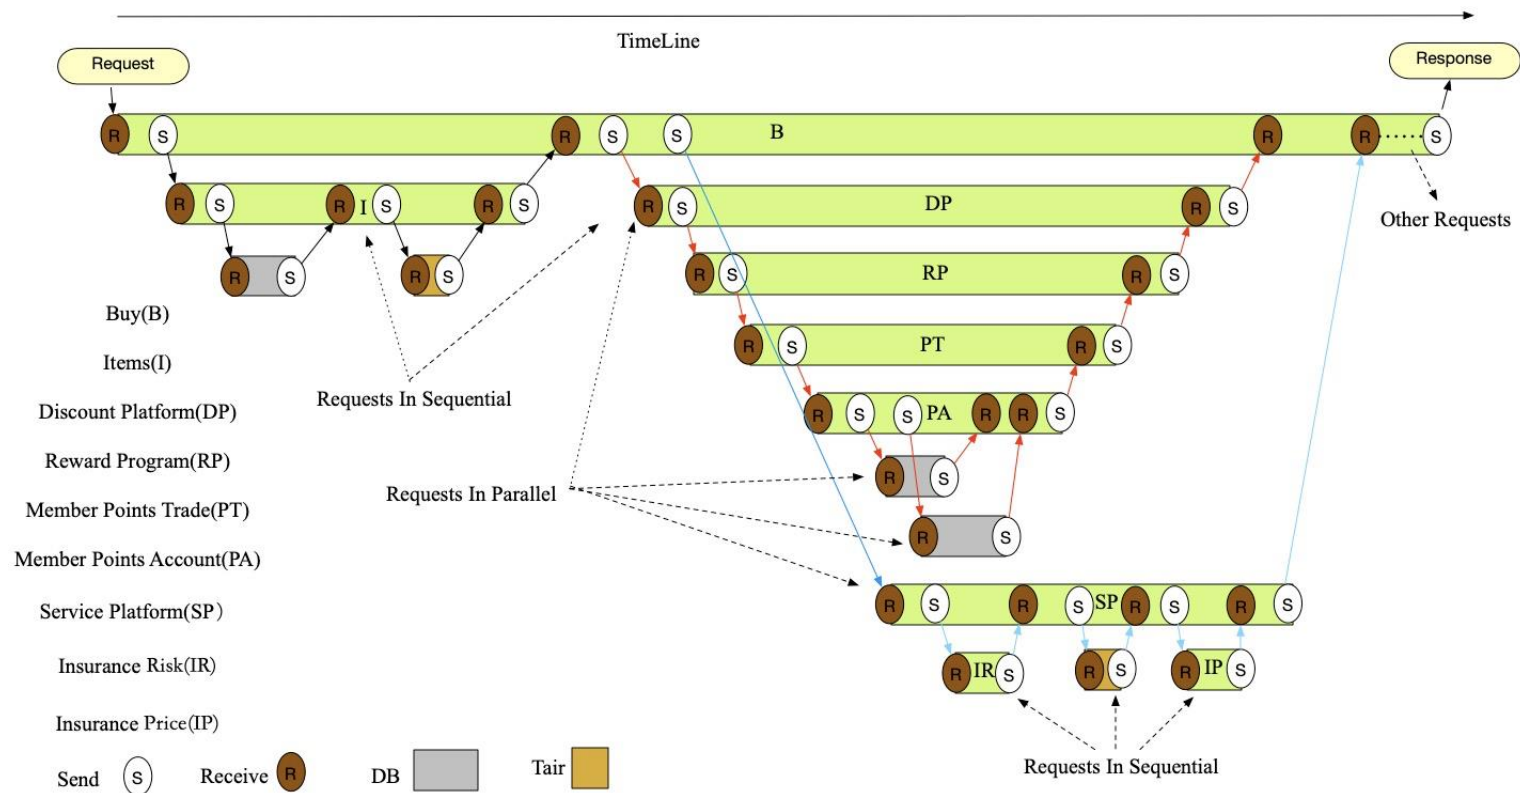 TimeLine
Request
Response
R S R S S B R R S
R S R I S R S
R S DP R S
Other Requests
R S R S
R S RP R S
Buy(B)
R S PT R S
Items(I)
Requests In Sequential
Discount Platform(DP)
R S S PA R R S
Reward Program(RP)
R S
Requests In Parallel
Member Points Trade(PT)
R S
Member Points Account(PA)
Service Platform(SP)
R S R S SP R S R S
Insurance Risk(IR)
R IR S R S R IP S
Insurance Price(IP)
Requests In Sequential
Send S Receive R DB Tair